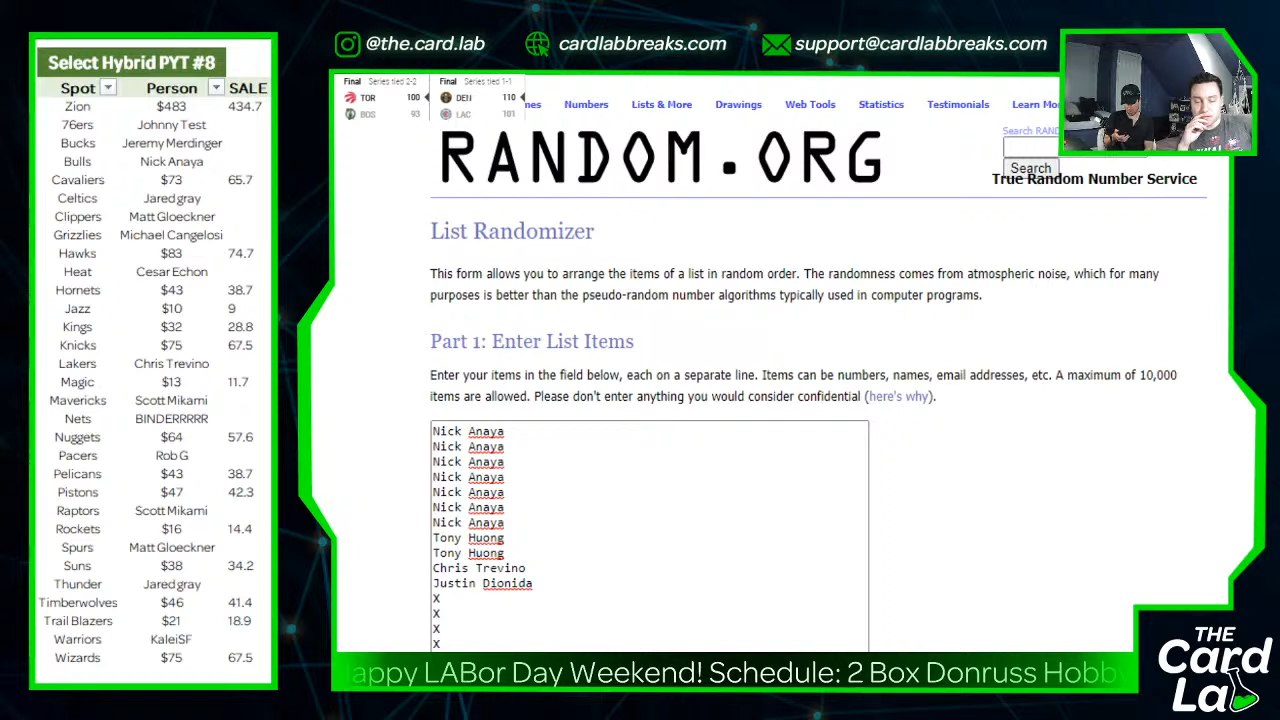 @the.card.lab
cardlabbreaks.com
support@cardlabbreaks.com
Select Hybrid PYT #8
Spot Person SALE
Zion $483 434.7
76ers Johnny Test
Bucks Jeremy Merdinger
Bulls Nick Anaya
Cavaliers $73 65.7
Celtics Jared gray
Clippers Matt Gloeckner
Grizzlies Michael Cangelosi
Hawks $83 74.7
Heat Cesar Echon
Hornets $43 38.7
Jazz $10 9
Kings $32 28.8
Knicks $75 67.5
Lakers Chris Trevino
Magic $13 11.7
Mavericks Scott Mikami
Nets BINDERRRRR
Nuggets $64 57.6
Pacers Rob G
Pelicans $43 38.7
Pistons $47 42.3
Raptors Scott Mikami
Rockets $16 14.4
Spurs Matt Gloeckner
Suns $38 34.2
Thunder Jared gray
Timberwolves $46 41.4
Trail Blazers $21 18.9
Warriors KaleiSF
Wizards $75 67.5
Final Series tied 2-2
TOR 100
BOS 93
Final Series tied 1-1
DEN 110
LAC 101
Numbers Lists & More Drawings Web Tools Statistics Testimonials Learn
RANDOM.ORG
Search
True Random Number Service
List Randomizer
This form allows you to arrange the items of a list in random order. The randomness comes from atmospheric noise, which for many
purposes is better than the pseudo-random number algorithms typically used in computer programs.
Part 1: Enter List Items
Enter your items in the field below, each on a separate line. Items can be numbers, names, email addresses, etc. A maximum of 10,000
items are allowed. Please don't enter anything you would consider confidential (here's why).
Nick Anaya
Nick Anaya
Nick Anaya
Nick Anaya
Nick Anaya
Nick Anaya
Nick Anaya
Tony Huong
Tony Huong
Chris Trevino
Justin Dionida
X
X
X
X
appy LABor Day Weekend! Schedule: 2 Box Donruss Hobb
THE
Card
Lab